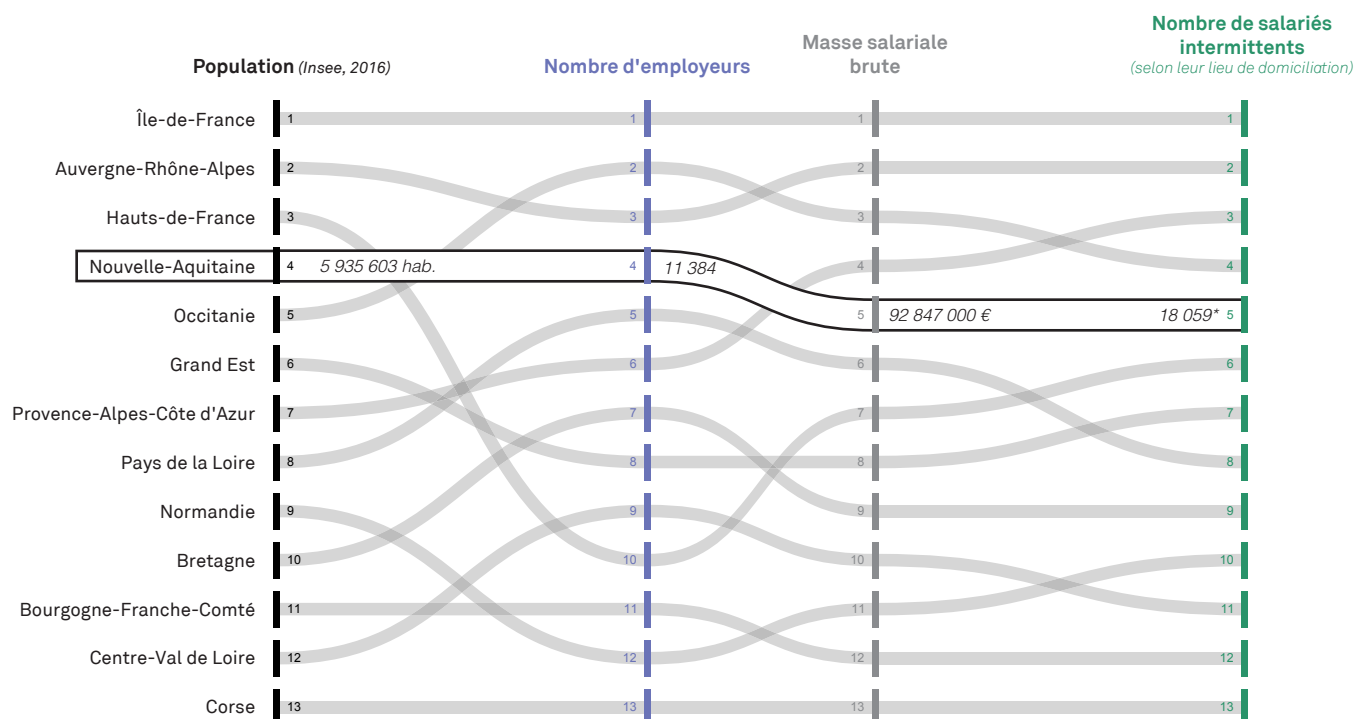 Population (Insee, 2016)
Nombre d'employeurs
Masse salariale
brute
Nombre de salariés
intermittents
(selon leur lieu de domiciliation)
Île-de-France 1 1 1 1
Auvergne-Rhône-Alpes 2 2 2 2
Hauts-de-France 3 3 3 3
Nouvelle-Aquitaine 4 5 935 603 hab. 4 11 384 4 4
Occitanie 5 5 5 92 847 000 € 18 059* 5
Grand Est 6 6 6 6
Provence-Alpes-Côte d'Azur 7 7 7 7
Pays de la Loire 8 8 8 8
Normandie 9 9 9 9
Bretagne 10 10 10 10
Bourgogne-Franche-Comté 11 11 11 11
Centre-Val de Loire 12 12 12 12
Corse 13 13 13 13